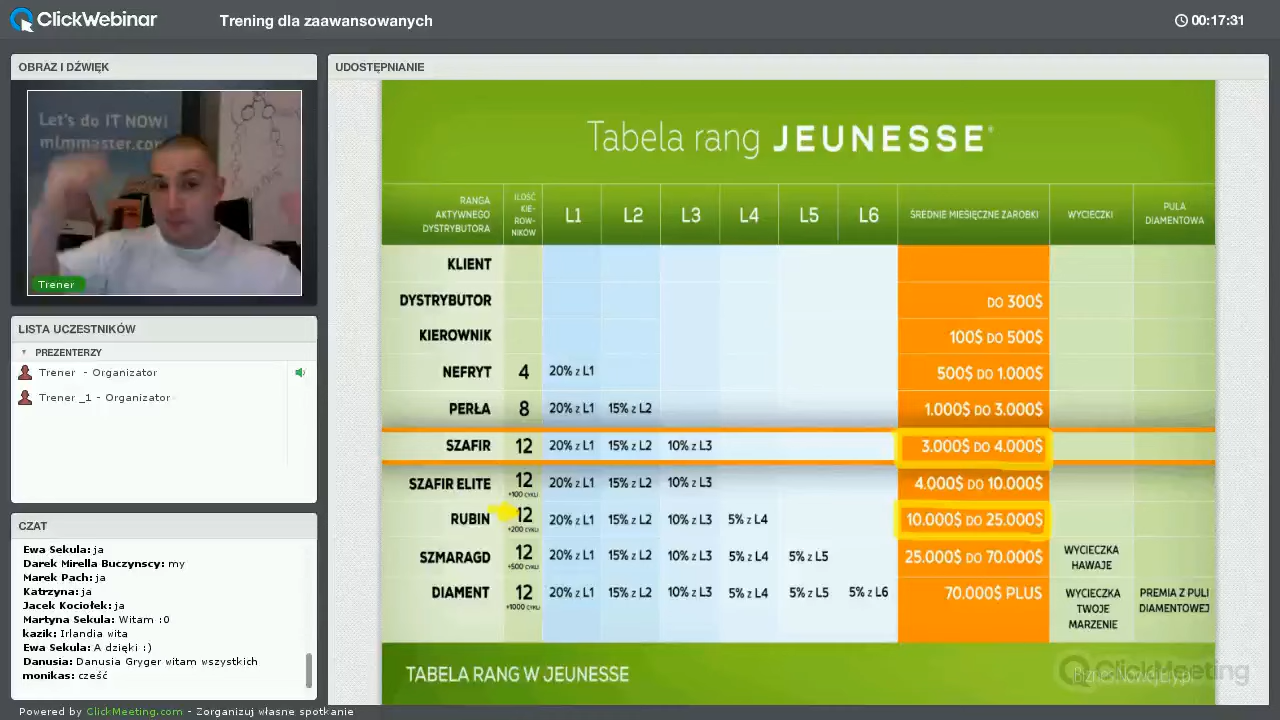 ClickWebinar
Trening dla zaawansowanych
00:17:31
OBRAZ I DŹWIĘK
Let's do IT NOW!
mlmmaster.com
Trener
LISTA UCZESTNIKÓW
PREZENTERZY
Trener - Organizator
Trener _1 - Organizator
CZAT
Ewa Sekula: ja
Darek Mirella Buczynscy: my
Marek Pach: ja
Katrzyna: ja
Jacek Kociołek: ja
Martyna Sekula: Witam :0
kazik: Irlandia wita
Ewa Sekula: A dzięki :)
Danusia: Danusia Gryger witam wszystkich
monikas: cześć
UDOSTĘPNIANIE
Tabela rang JEUNESSE®
RANGA AKTYWNEGO DYSTRYBUTORA ILOŚĆ KIE-ROW-NIKÓW L1 L2 L3 L4 L5 L6 ŚREDNIE MIESIĘCZNE ZAROBKI WYCIECZKI PULA DIAMENTOWA
KLIENT
DYSTRYBUTOR DO 300$
KIEROWNIK 100$ DO 500$
NEFRYT 4 20% z L1 500$ DO 1.000$
PERŁA 8 20% z L1 15% z L2 1.000$ DO 3.000$
SZAFIR 12 20% z L1 15% z L2 10% z L3 3.000$ DO 4.000$
SZAFIR ELITE 12 +100 CYKLI 20% z L1 15% z L2 10% z L3 4.000$ DO 10.000$
RUBIN 12 +200 CYKLI 20% z L1 15% z L2 10% z L3 5% z L4 10.000$ DO 25.000$
SZMARAGD 12 +500 CYKLI 20% z L1 15% z L2 10% z L3 5% z L4 5% z L5 25.000$ DO 70.000$ WYCIECZKA HAWAJE
DIAMENT 12 +1000 CYKLI 20% z L1 15% z L2 10% z L3 5% z L4 5% z L5 5% z L6 70.000$ PLUS WYCIECZKA TWOJE MARZENIE PREMIA Z PULI DIAMENTOWEJ
TABELA RANG W JEUNESSE
ClickMeeting
Powered by ClickMeeting.com - Zorganizuj własne spotkanie